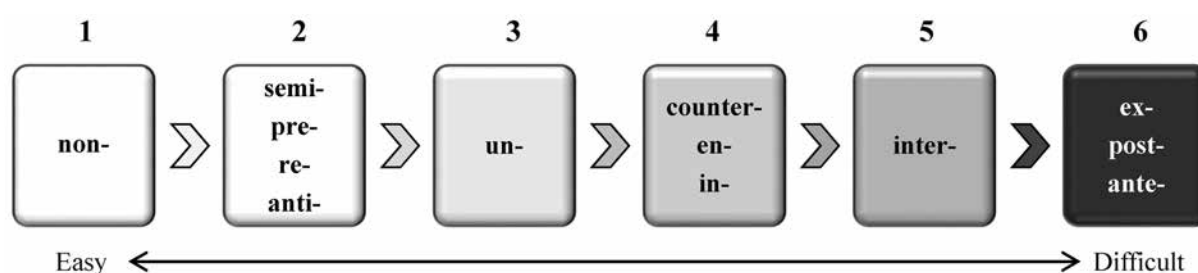 1 2 3 4 5 6
non-
semi-
pre-
re-
anti-
un-
counter-
en-
in-
inter-
ex-
post-
ante-
Easy Difficult